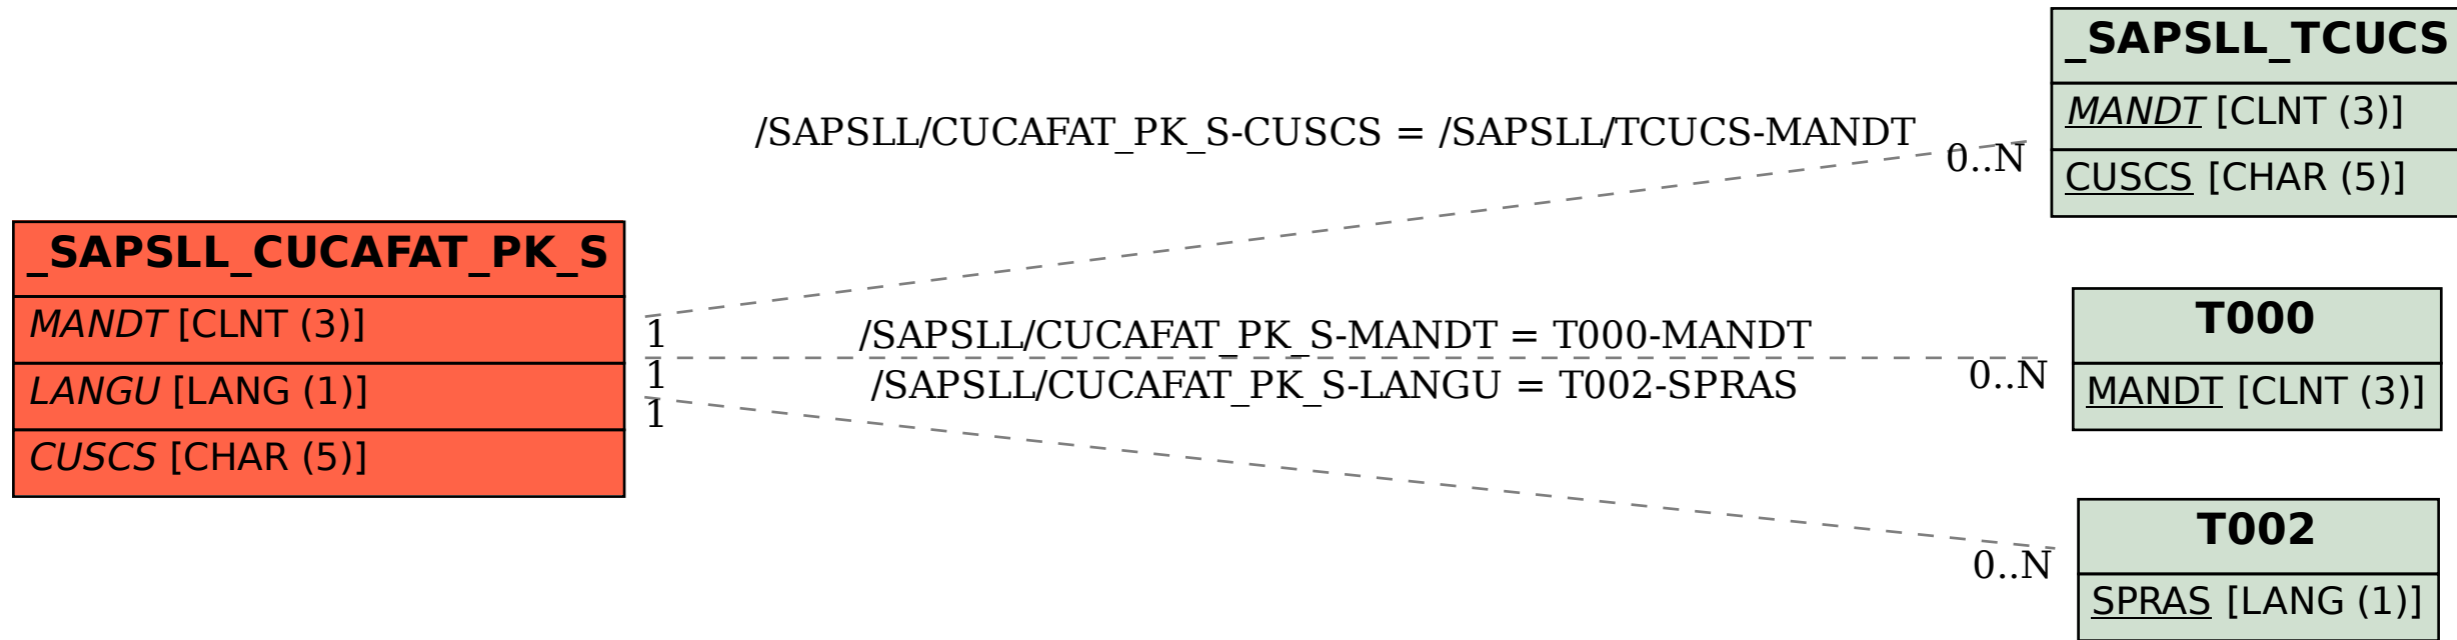 _SAPSLL_CUCAFAT_PK_S
MANDT [CLNT (3)]
LANGU [LANG (1)]
CUSCS [CHAR (5)]
/SAPSLL/CUCAFAT_PK_S-CUSCS = /SAPSLL/TCUCS-MANDT
1
0..N
/SAPSLL/CUCAFAT_PK_S-MANDT = T000-MANDT
1
0..N
/SAPSLL/CUCAFAT_PK_S-LANGU = T002-SPRAS
1
0..N
_SAPSLL_TCUCS
MANDT [CLNT (3)]
CUSCS [CHAR (5)]
T000
MANDT [CLNT (3)]
T002
SPRAS [LANG (1)]